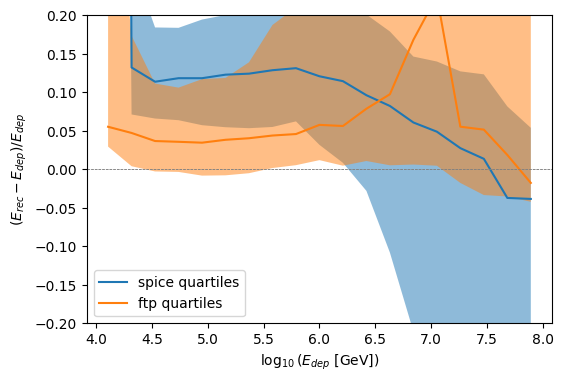 0.20
0.15
0.10
0.05
0.00
−0.05
−0.10
−0.15
−0.20
(E_rec − E_dep)/E_dep
spice quartiles
ftp quartiles
4.0 4.5 5.0 5.5 6.0 6.5 7.0 7.5 8.0
log10(E_dep [GeV])